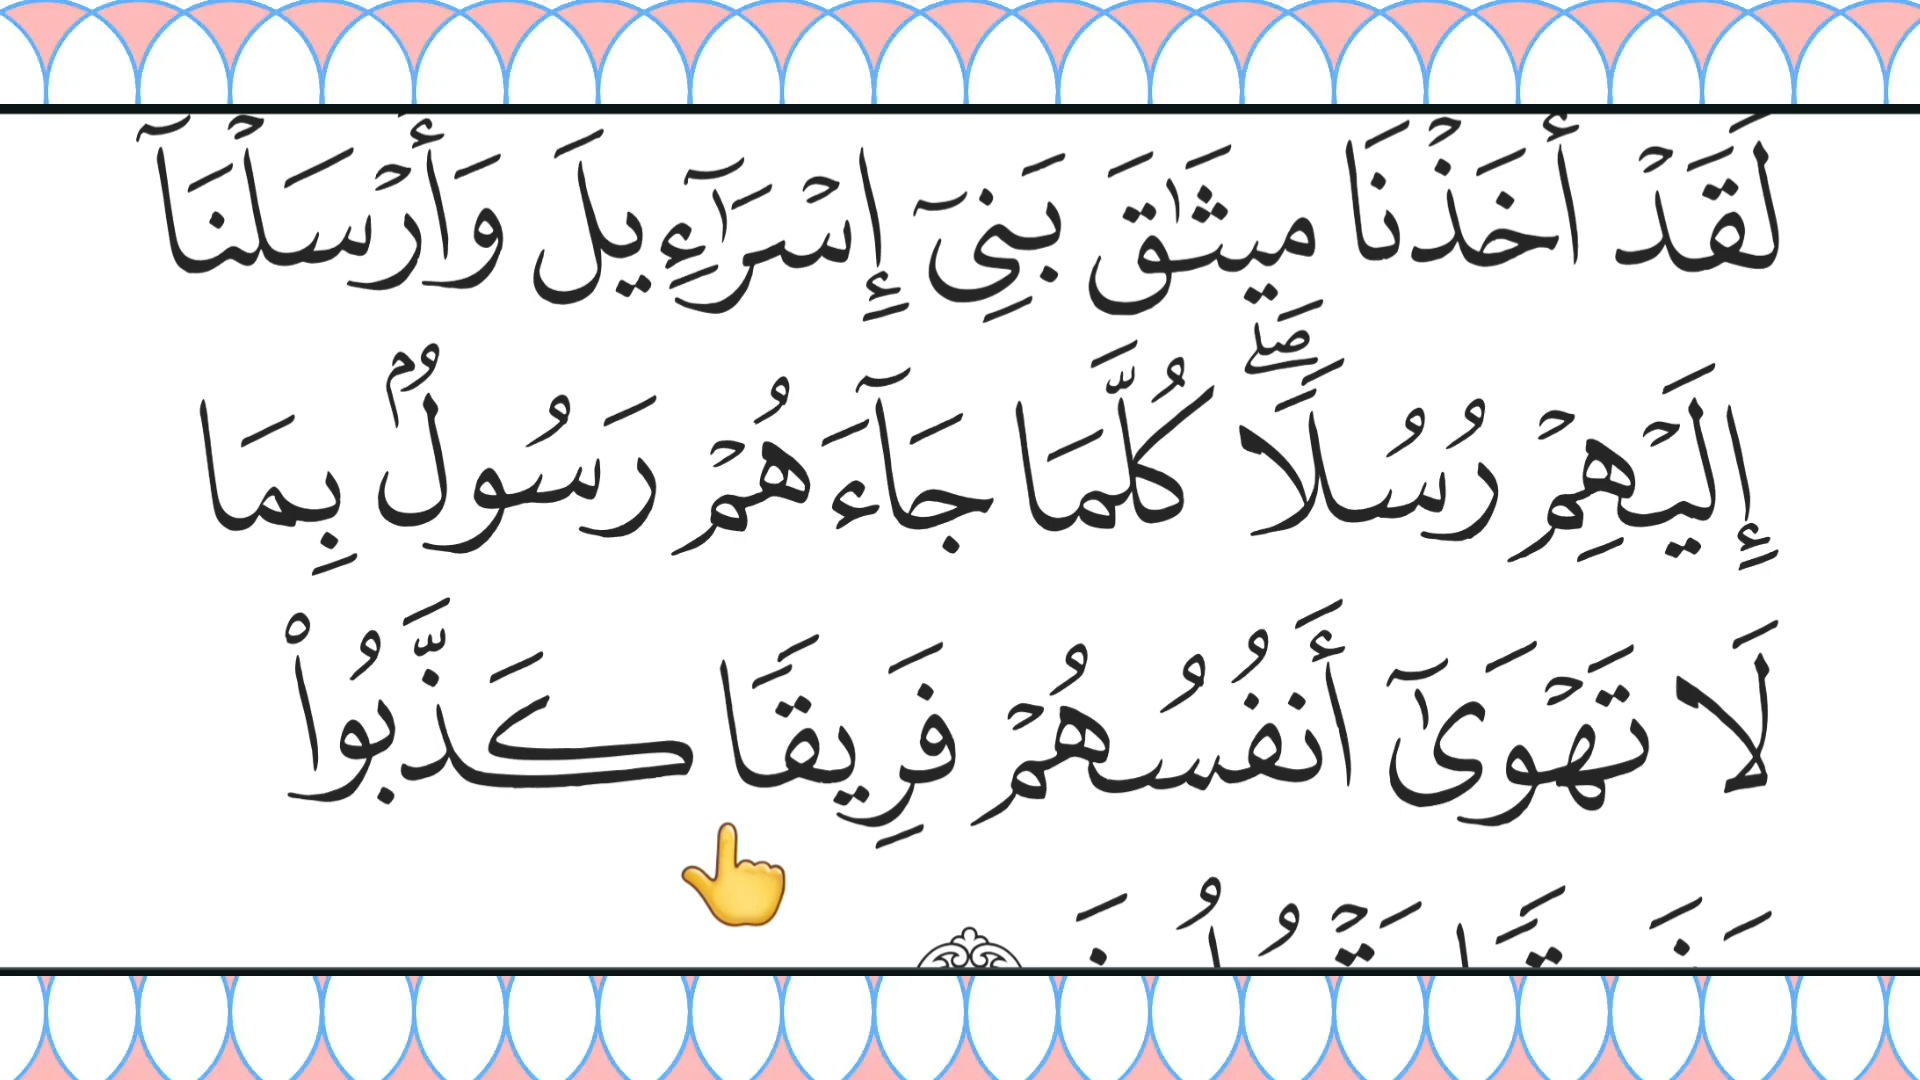 لَقَدۡ أَخَذۡنَا مِيثَٰقَ بَنِيٓ إِسۡرَٰٓءِيلَ وَأَرۡسَلۡنَآ
إِلَيۡهِمۡ رُسُلٗاۖ كُلَّمَا جَآءَهُمۡ رَسُولُۢ بِمَا
لَا تَهۡوَىٰٓ أَنفُسُهُمۡ فَرِيقٗا كَذَّبُواْ